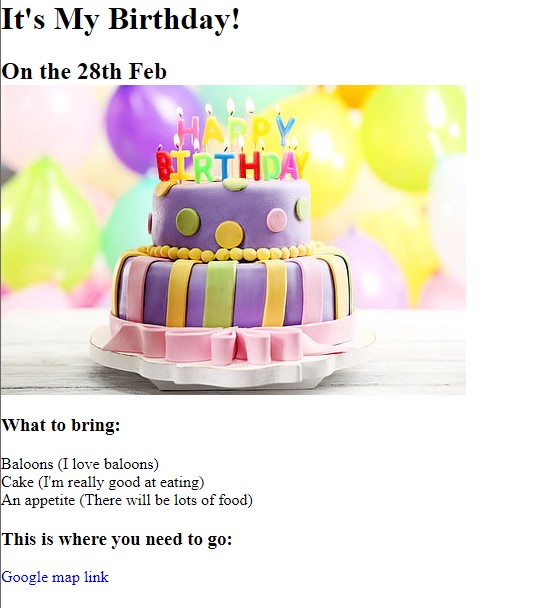 It's My Birthday!
On the 28th Feb
HAPPY
BIRTHDAY
What to bring:
Baloons (I love baloons)
Cake (I'm really good at eating)
An appetite (There will be lots of food)
This is where you need to go:
Google map link